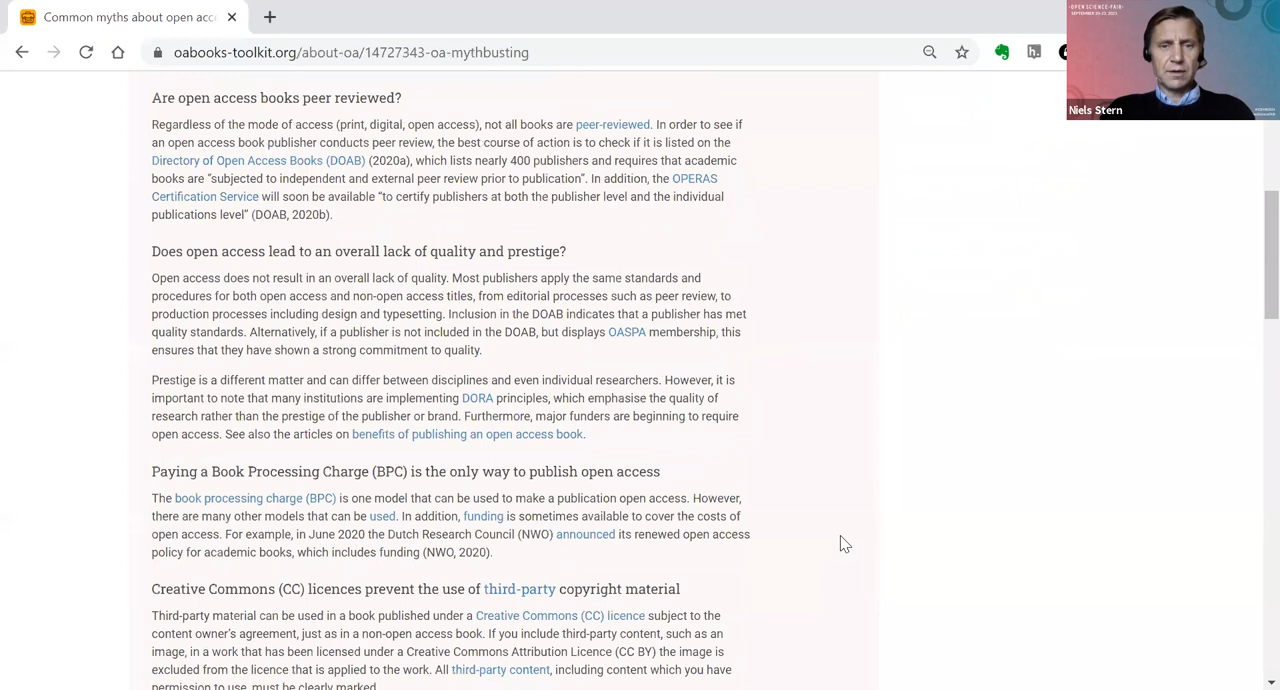 Common myths about open acc
oabooks-toolkit.org/about-oa/14727343-oa-mythbusting
OPEN SCIENCE FAIR
Niels Stern
Are open access books peer reviewed?
Regardless of the mode of access (print, digital, open access), not all books are peer-reviewed. In order to see if
an open access book publisher conducts peer review, the best course of action is to check if it is listed on the
Directory of Open Access Books (DOAB) (2020a), which lists nearly 400 publishers and requires that academic
books are “subjected to independent and external peer review prior to publication”. In addition, the OPERAS
Certification Service will soon be available “to certify publishers at both the publisher level and the individual
publications level” (DOAB, 2020b).
Does open access lead to an overall lack of quality and prestige?
Open access does not result in an overall lack of quality. Most publishers apply the same standards and
procedures for both open access and non-open access titles, from editorial processes such as peer review, to
production processes including design and typesetting. Inclusion in the DOAB indicates that a publisher has met
quality standards. Alternatively, if a publisher is not included in the DOAB, but displays OASPA membership, this
ensures that they have shown a strong commitment to quality.
Prestige is a different matter and can differ between disciplines and even individual researchers. However, it is
important to note that many institutions are implementing DORA principles, which emphasise the quality of
research rather than the prestige of the publisher or brand. Furthermore, major funders are beginning to require
open access. See also the articles on benefits of publishing an open access book.
Paying a Book Processing Charge (BPC) is the only way to publish open access
The book processing charge (BPC) is one model that can be used to make a publication open access. However,
there are many other models that can be used. In addition, funding is sometimes available to cover the costs of
open access. For example, in June 2020 the Dutch Research Council (NWO) announced its renewed open access
policy for academic books, which includes funding (NWO, 2020).
Creative Commons (CC) licences prevent the use of third-party copyright material
Third-party material can be used in a book published under a Creative Commons (CC) licence subject to the
content owner’s agreement, just as in a non-open access book. If you include third-party content, such as an
image, in a work that has been licensed under a Creative Commons Attribution Licence (CC BY) the image is
excluded from the licence that is applied to the work. All third-party content, including content which you have
permission to use, must be clearly marked.